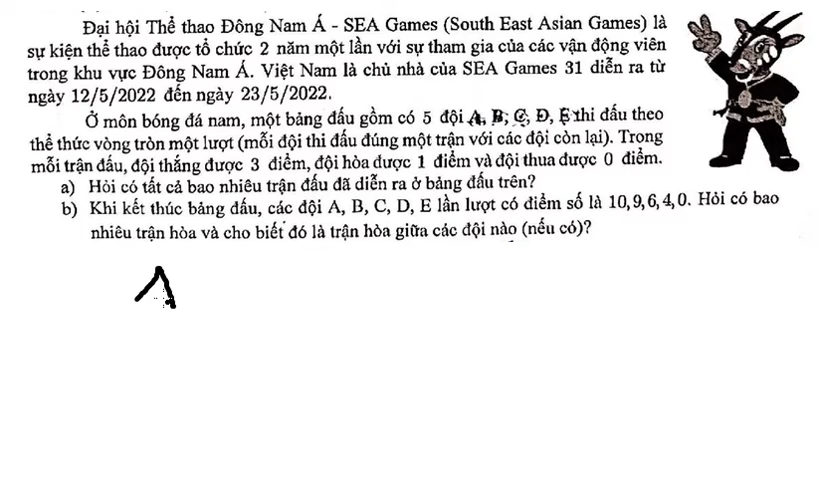 Đại hội Thể thao Đông Nam Á - SEA Games (South East Asian Games) là
sự kiện thể thao được tổ chức 2 năm một lần với sự tham gia của các vận động viên
trong khu vực Đông Nam Á. Việt Nam là chủ nhà của SEA Games 31 diễn ra từ
ngày 12/5/2022 đến ngày 23/5/2022.
Ở môn bóng đá nam, một bảng đấu gồm có 5 đội A, B, C, D, E thi đấu theo
thể thức vòng tròn một lượt (mỗi đội thi đấu đúng một trận với các đội còn lại). Trong
mỗi trận đấu, đội thắng được 3 điểm, đội hòa được 1 điểm và đội thua được 0 điểm.
a) Hỏi có tất cả bao nhiêu trận đấu đã diễn ra ở bảng đấu trên?
b) Khi kết thúc bảng đấu, các đội A, B, C, D, E lần lượt có điểm số là 10, 9, 6, 4, 0. Hỏi có bao
nhiêu trận hòa và cho biết đó là trận hòa giữa các đội nào (nếu có)?